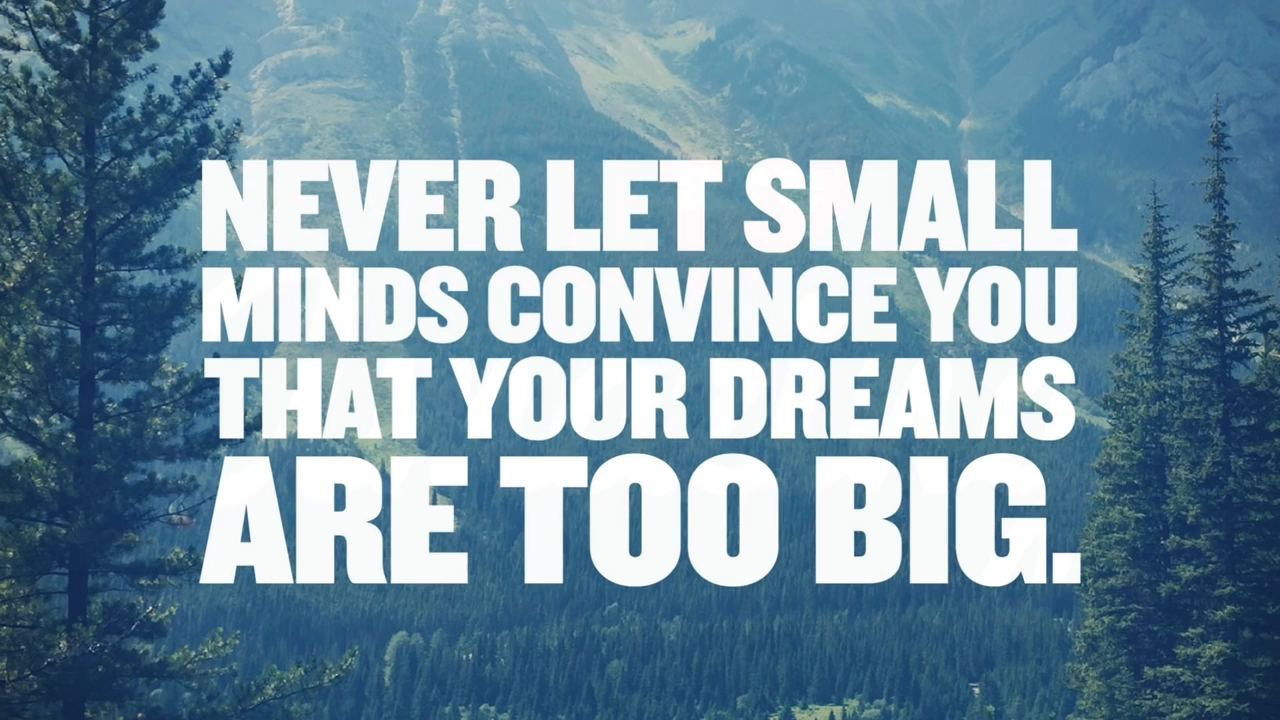 NEVER LET SMALL
MINDS CONVINCE YOU
THAT YOUR DREAMS
ARE TOO BIG.